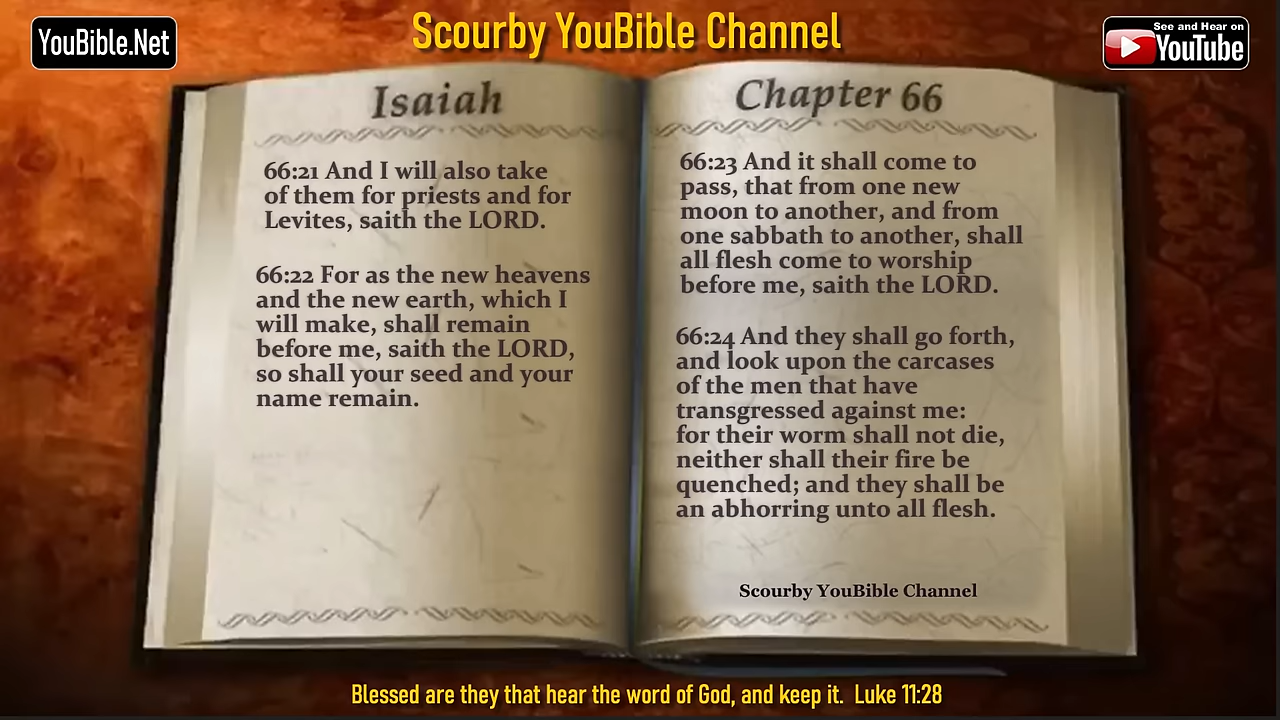 YouBible.Net
Scourby YouBible Channel
See and Hear on
YouTube
Isaiah
66:21 And I will also take
of them for priests and for
Levites, saith the LORD.
66:22 For as the new heavens
and the new earth, which I
will make, shall remain
before me, saith the LORD,
so shall your seed and your
name remain.
Chapter 66
66:23 And it shall come to
pass, that from one new
moon to another, and from
one sabbath to another, shall
all flesh come to worship
before me, saith the LORD.
66:24 And they shall go forth,
and look upon the carcases
of the men that have
transgressed against me:
for their worm shall not die,
neither shall their fire be
quenched; and they shall be
an abhorring unto all flesh.
Scourby YouBible Channel
Blessed are they that hear the word of God, and keep it. Luke 11:28